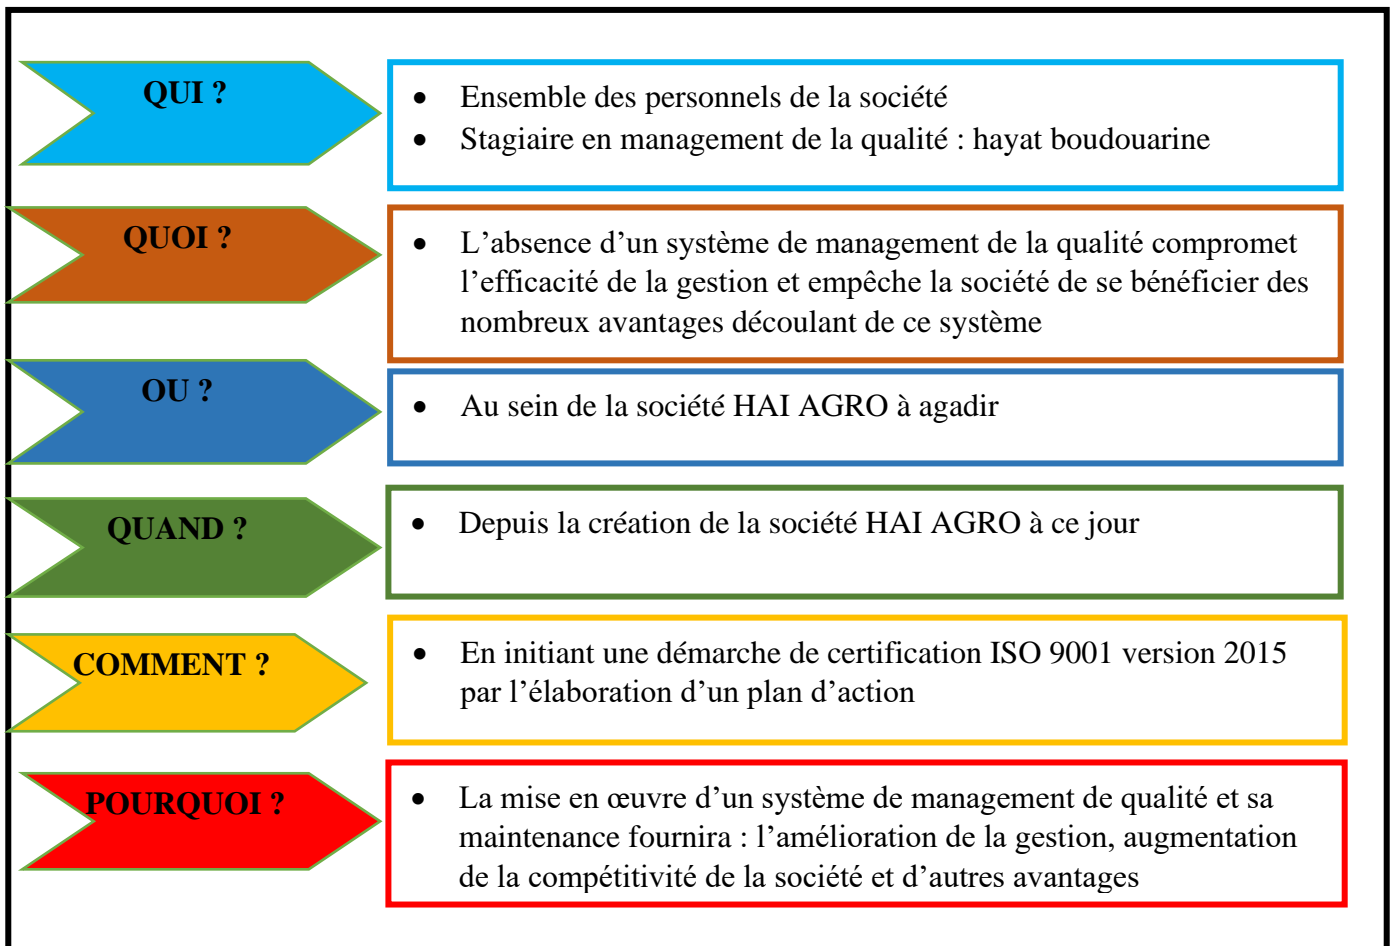 QUI ?
• Ensemble des personnels de la société
• Stagiaire en management de la qualité : hayat boudouarine
QUOI ?
• L’absence d’un système de management de la qualité compromet
l’efficacité de la gestion et empêche la société de se bénéficier des
nombreux avantages découlant de ce système
OU ?
• Au sein de la société HAI AGRO à agadir
QUAND ?
• Depuis la création de la société HAI AGRO à ce jour
COMMENT ?
• En initiant une démarche de certification ISO 9001 version 2015
par l’élaboration d’un plan d’action
POURQUOI ?
• La mise en œuvre d’un système de management de qualité et sa
maintenance fournira : l’amélioration de la gestion, augmentation
de la compétitivité de la société et d’autres avantages